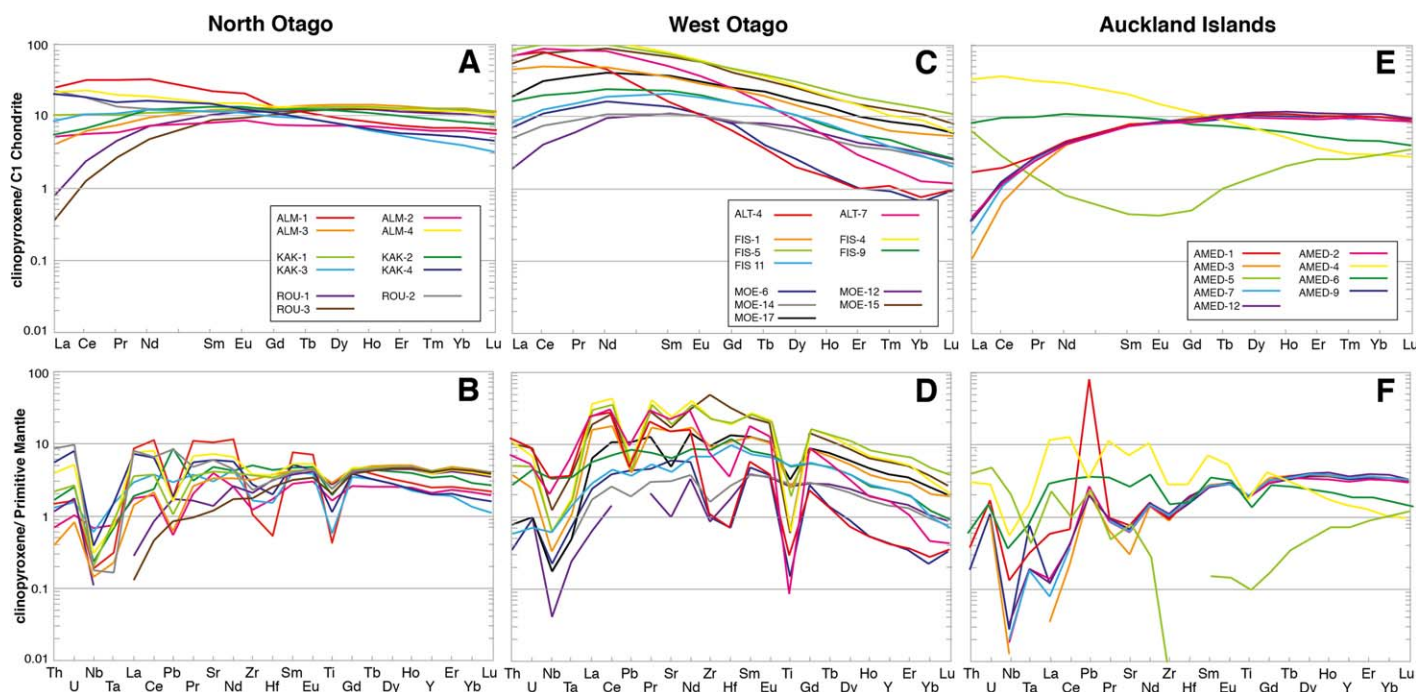 North Otago
West Otago
Auckland Islands
clinopyroxene/ C1 Chondrite
100
10
1
0.1
0.01
A
ALM-1 ALM-2
ALM-3 ALM-4
KAK-1 KAK-2
KAK-3 KAK-4
ROU-1 ROU-2
ROU-3
La Ce Pr Nd Sm Eu Gd Tb Dy Ho Er Tm Yb Lu
C
ALT-4 ALT-7
FIS-1 FIS-4
FIS-5 FIS-9
FIS 11
MOE-6 MOE-12
MOE-14 MOE-15
MOE-17
La Ce Pr Nd Sm Eu Gd Tb Dy Ho Er Tm Yb Lu
E
AMED-1 AMED-2
AMED-3 AMED-4
AMED-5 AMED-6
AMED-7 AMED-9
AMED-12
La Ce Pr Nd Sm Eu Gd Tb Dy Ho Er Tm Yb Lu
clinopyroxene/ Primitive Mantle
100
10
1
0.1
0.01
B
Th U Nb Ta La Ce Pb Pr Sr Nd Zr Hf Sm Eu Ti Gd Tb Dy Ho Y Er Yb Lu
D
Th U Nb Ta La Ce Pb Pr Sr Nd Zr Hf Sm Eu Ti Gd Tb Dy Ho Y Er Yb Lu
F
Th U Nb Ta La Ce Pb Pr Sr Nd Zr Hf Sm Eu Ti Gd Tb Dy Ho Y Er Yb Lu